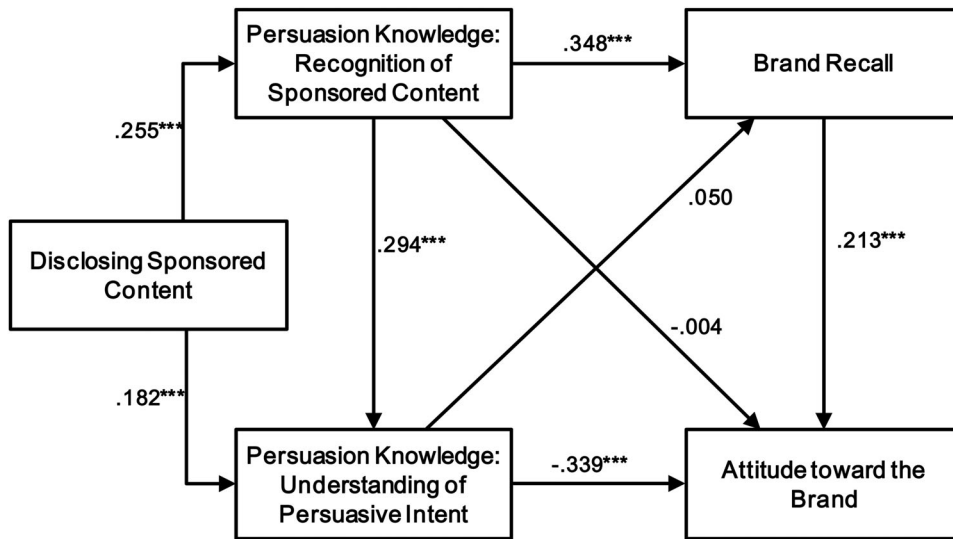 Persuasion Knowledge:
Recognition of
Sponsored Content
.348***
Brand Recall
.255***
.050
.294***
.213***
Disclosing Sponsored
Content
-.004
.182***
Persuasion Knowledge:
Understanding of
Persuasive Intent
-.339***
Attitude toward the
Brand